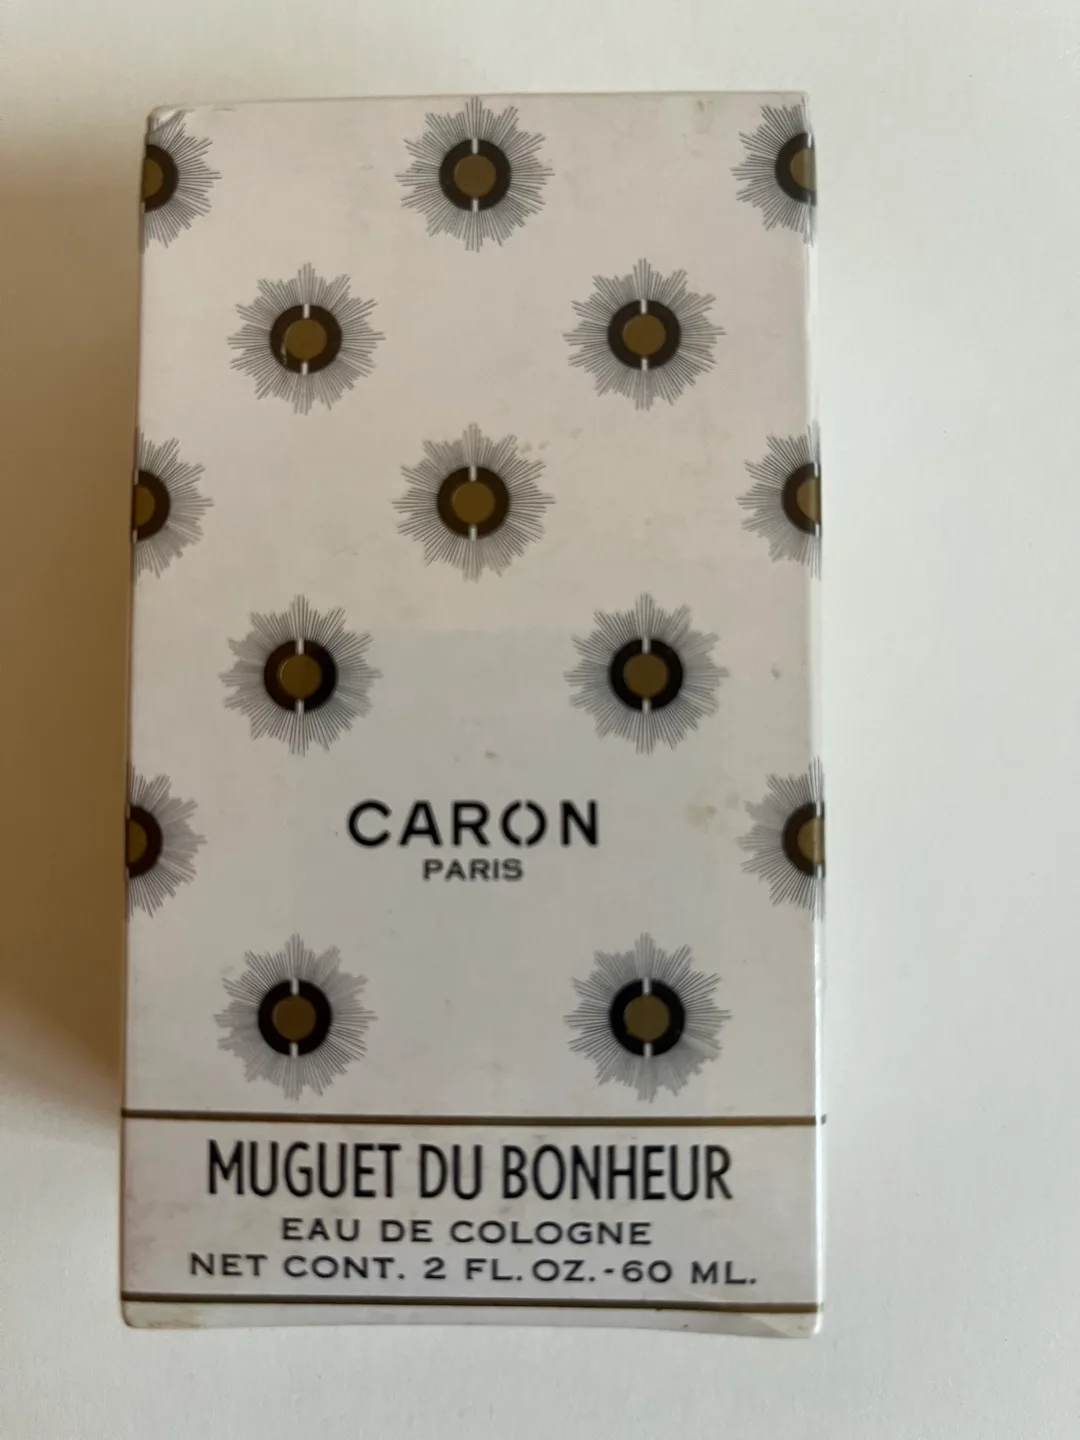 CARON
PARIS
MUGUET DU BONHEUR
EAU DE COLOGNE
NET CONT. 2 FL. OZ.-60 ML.